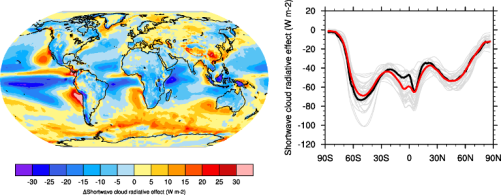 -30 -25 -20 -15 -10 -5 0 5 10 15 20 25 30
ΔShortwave cloud radiative effect (W m-2)
Shortwave cloud radiative effect (W m-2)
20
0
-20
-40
-60
-80
-100
-120
90S 60S 30S 0 30N 60N 90N